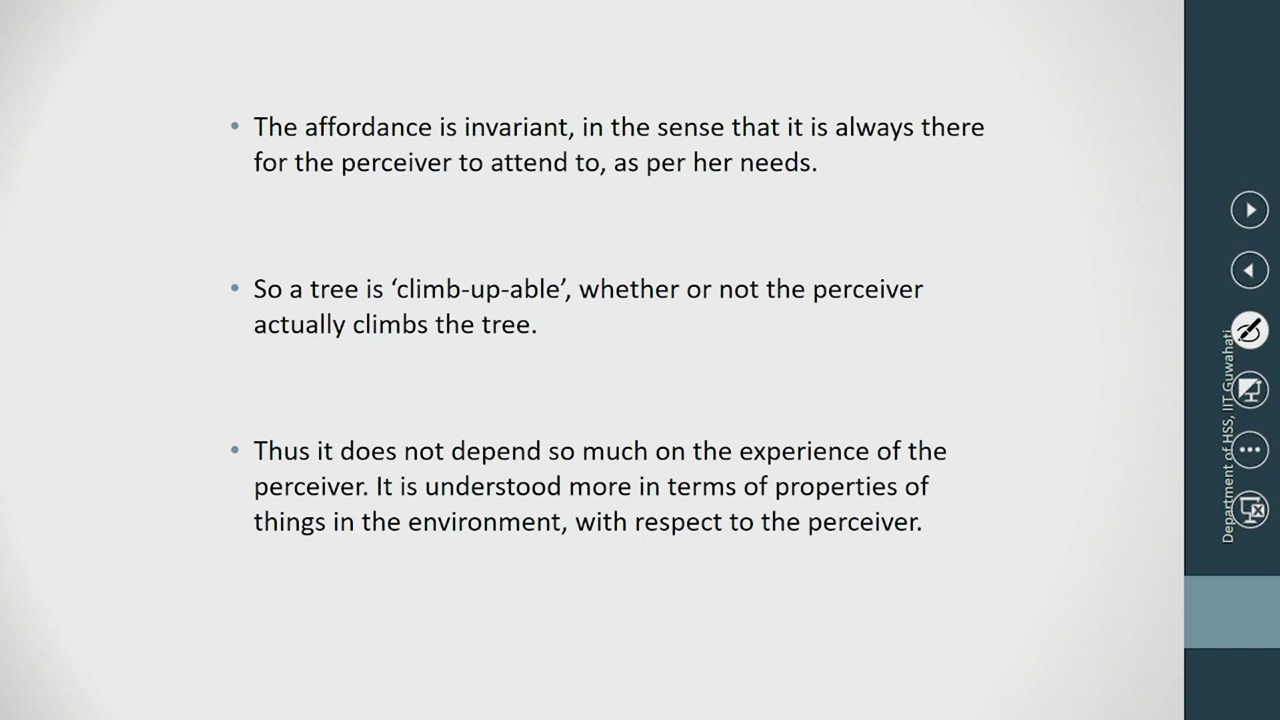 • The affordance is invariant, in the sense that it is always there
for the perceiver to attend to, as per her needs.
• So a tree is ‘climb-up-able’, whether or not the perceiver
actually climbs the tree.
• Thus it does not depend so much on the experience of the
perceiver. It is understood more in terms of properties of
things in the environment, with respect to the perceiver.
Department of HSS, IIT Guwahati